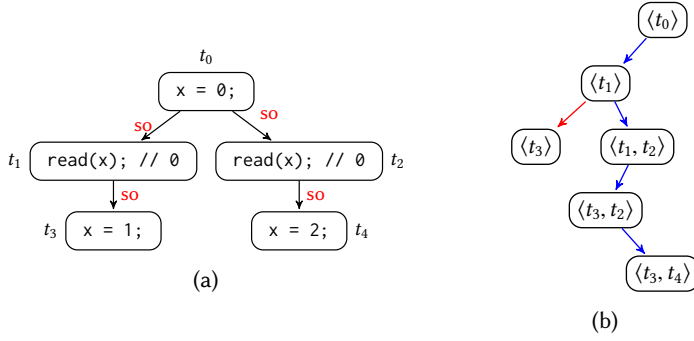 t₀
x = 0;
so so
t₁ read(x); // 0 read(x); // 0 t₂
so so
t₃ x = 1; x = 2; t₄
(a)
⟨t₀⟩
⟨t₁⟩
⟨t₃⟩ ⟨t₁, t₂⟩
⟨t₃, t₂⟩
⟨t₃, t₄⟩
(b)